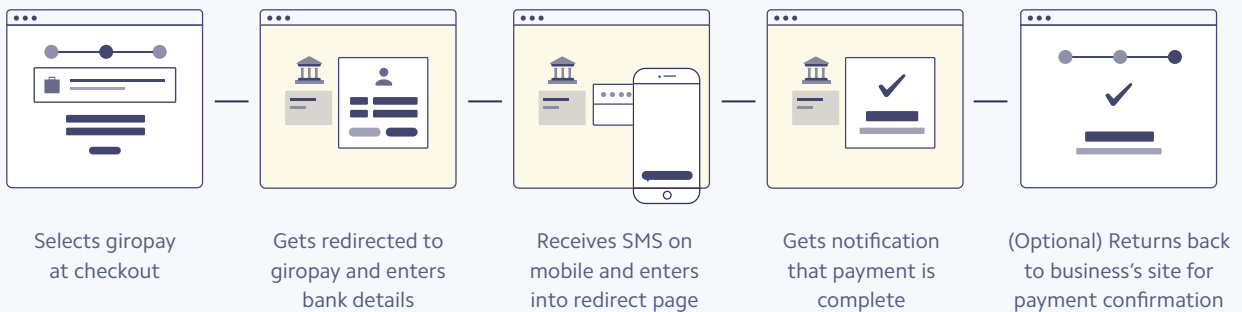 Selects giropay
at checkout
Gets redirected to
giropay and enters
bank details
Receives SMS on
mobile and enters
into redirect page
Gets notification
that payment is
complete
(Optional) Returns back
to business's site for
payment confirmation